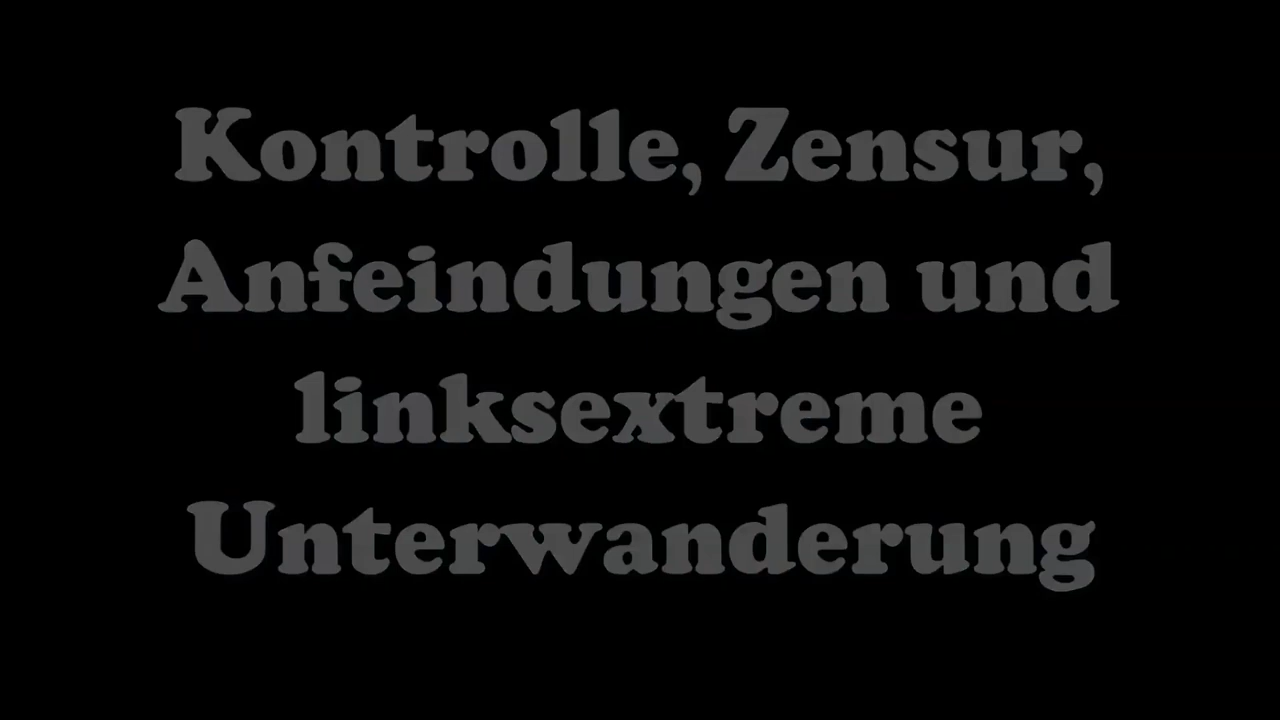 Kontrolle, Zensur,
Anfeindungen und
linksextreme
Unterwanderung